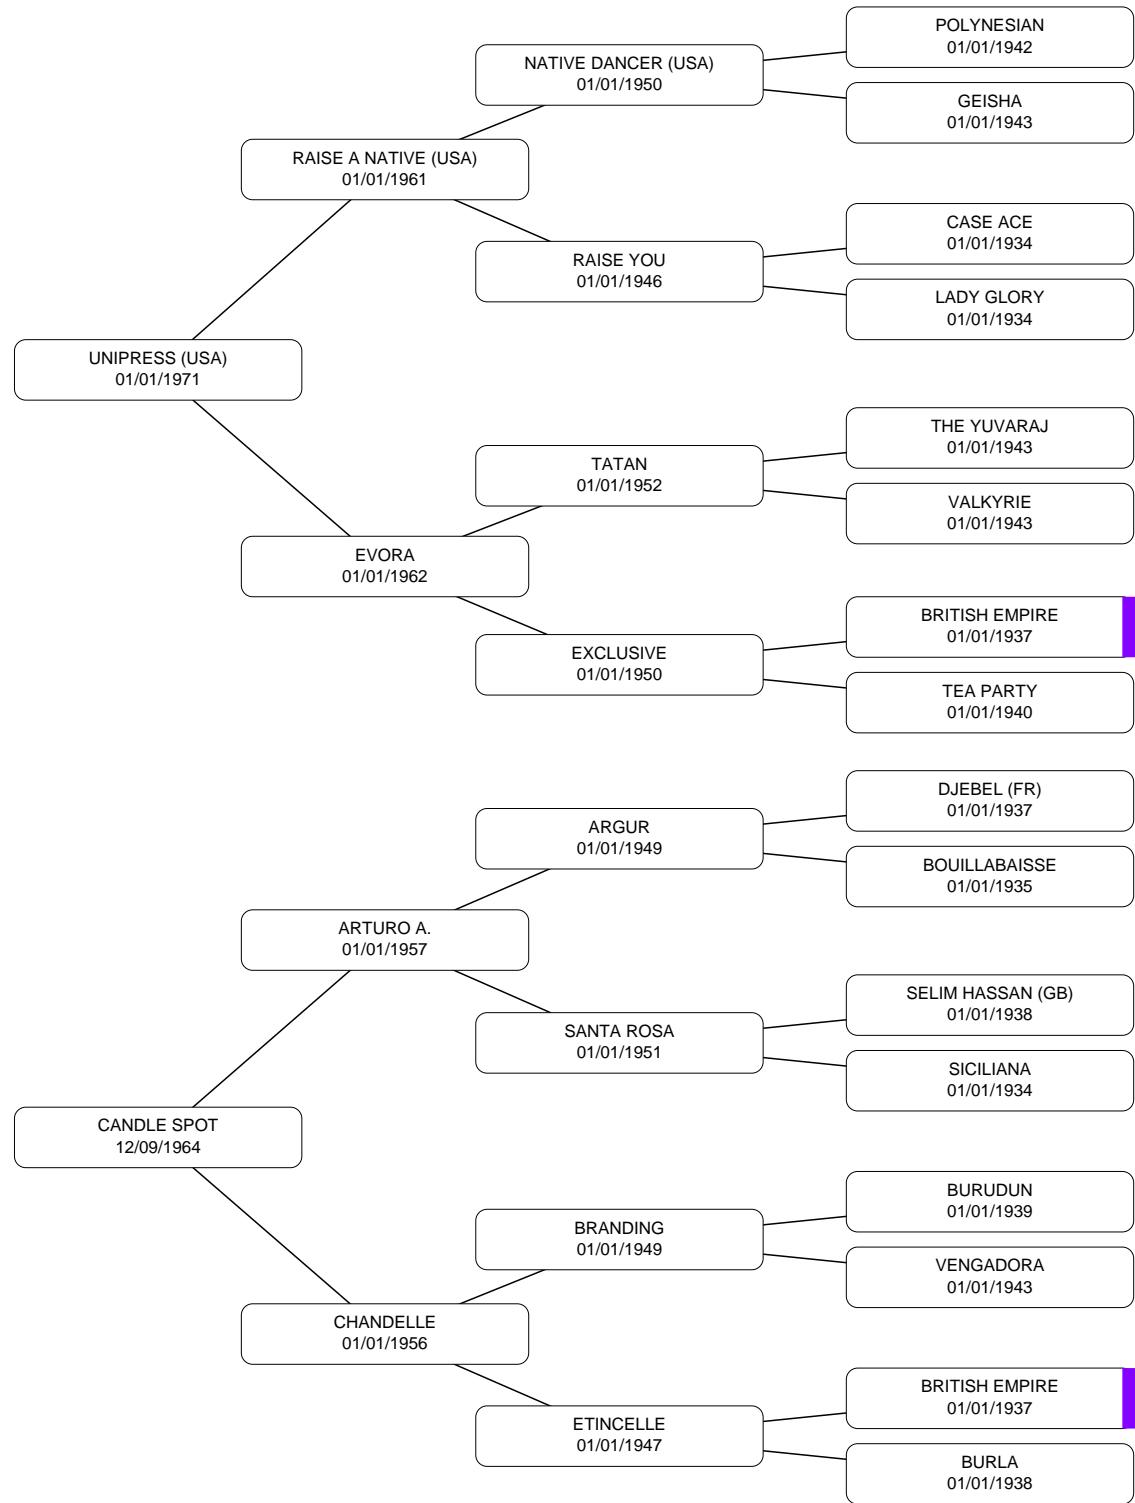 POLYNESIAN
01/01/1942
NATIVE DANCER (USA)
01/01/1950
GEISHA
01/01/1943
RAISE A NATIVE (USA)
01/01/1961
CASE ACE
01/01/1934
RAISE YOU
01/01/1946
LADY GLORY
01/01/1934
UNIPRESS (USA)
01/01/1971
THE YUVARAJ
01/01/1943
TATAN
01/01/1952
VALKYRIE
01/01/1943
EVORA
01/01/1962
BRITISH EMPIRE
01/01/1937
EXCLUSIVE
01/01/1950
TEA PARTY
01/01/1940
DJEBEL (FR)
01/01/1937
ARGUR
01/01/1949
BOUILLABAISSE
01/01/1935
ARTURO A.
01/01/1957
SELIM HASSAN (GB)
01/01/1938
SANTA ROSA
01/01/1951
SICILIANA
01/01/1934
CANDLE SPOT
12/09/1964
BURUDUN
01/01/1939
BRANDING
01/01/1949
VENGADORA
01/01/1943
CHANDELLE
01/01/1956
BRITISH EMPIRE
01/01/1937
ETINCELLE
01/01/1947
BURLA
01/01/1938